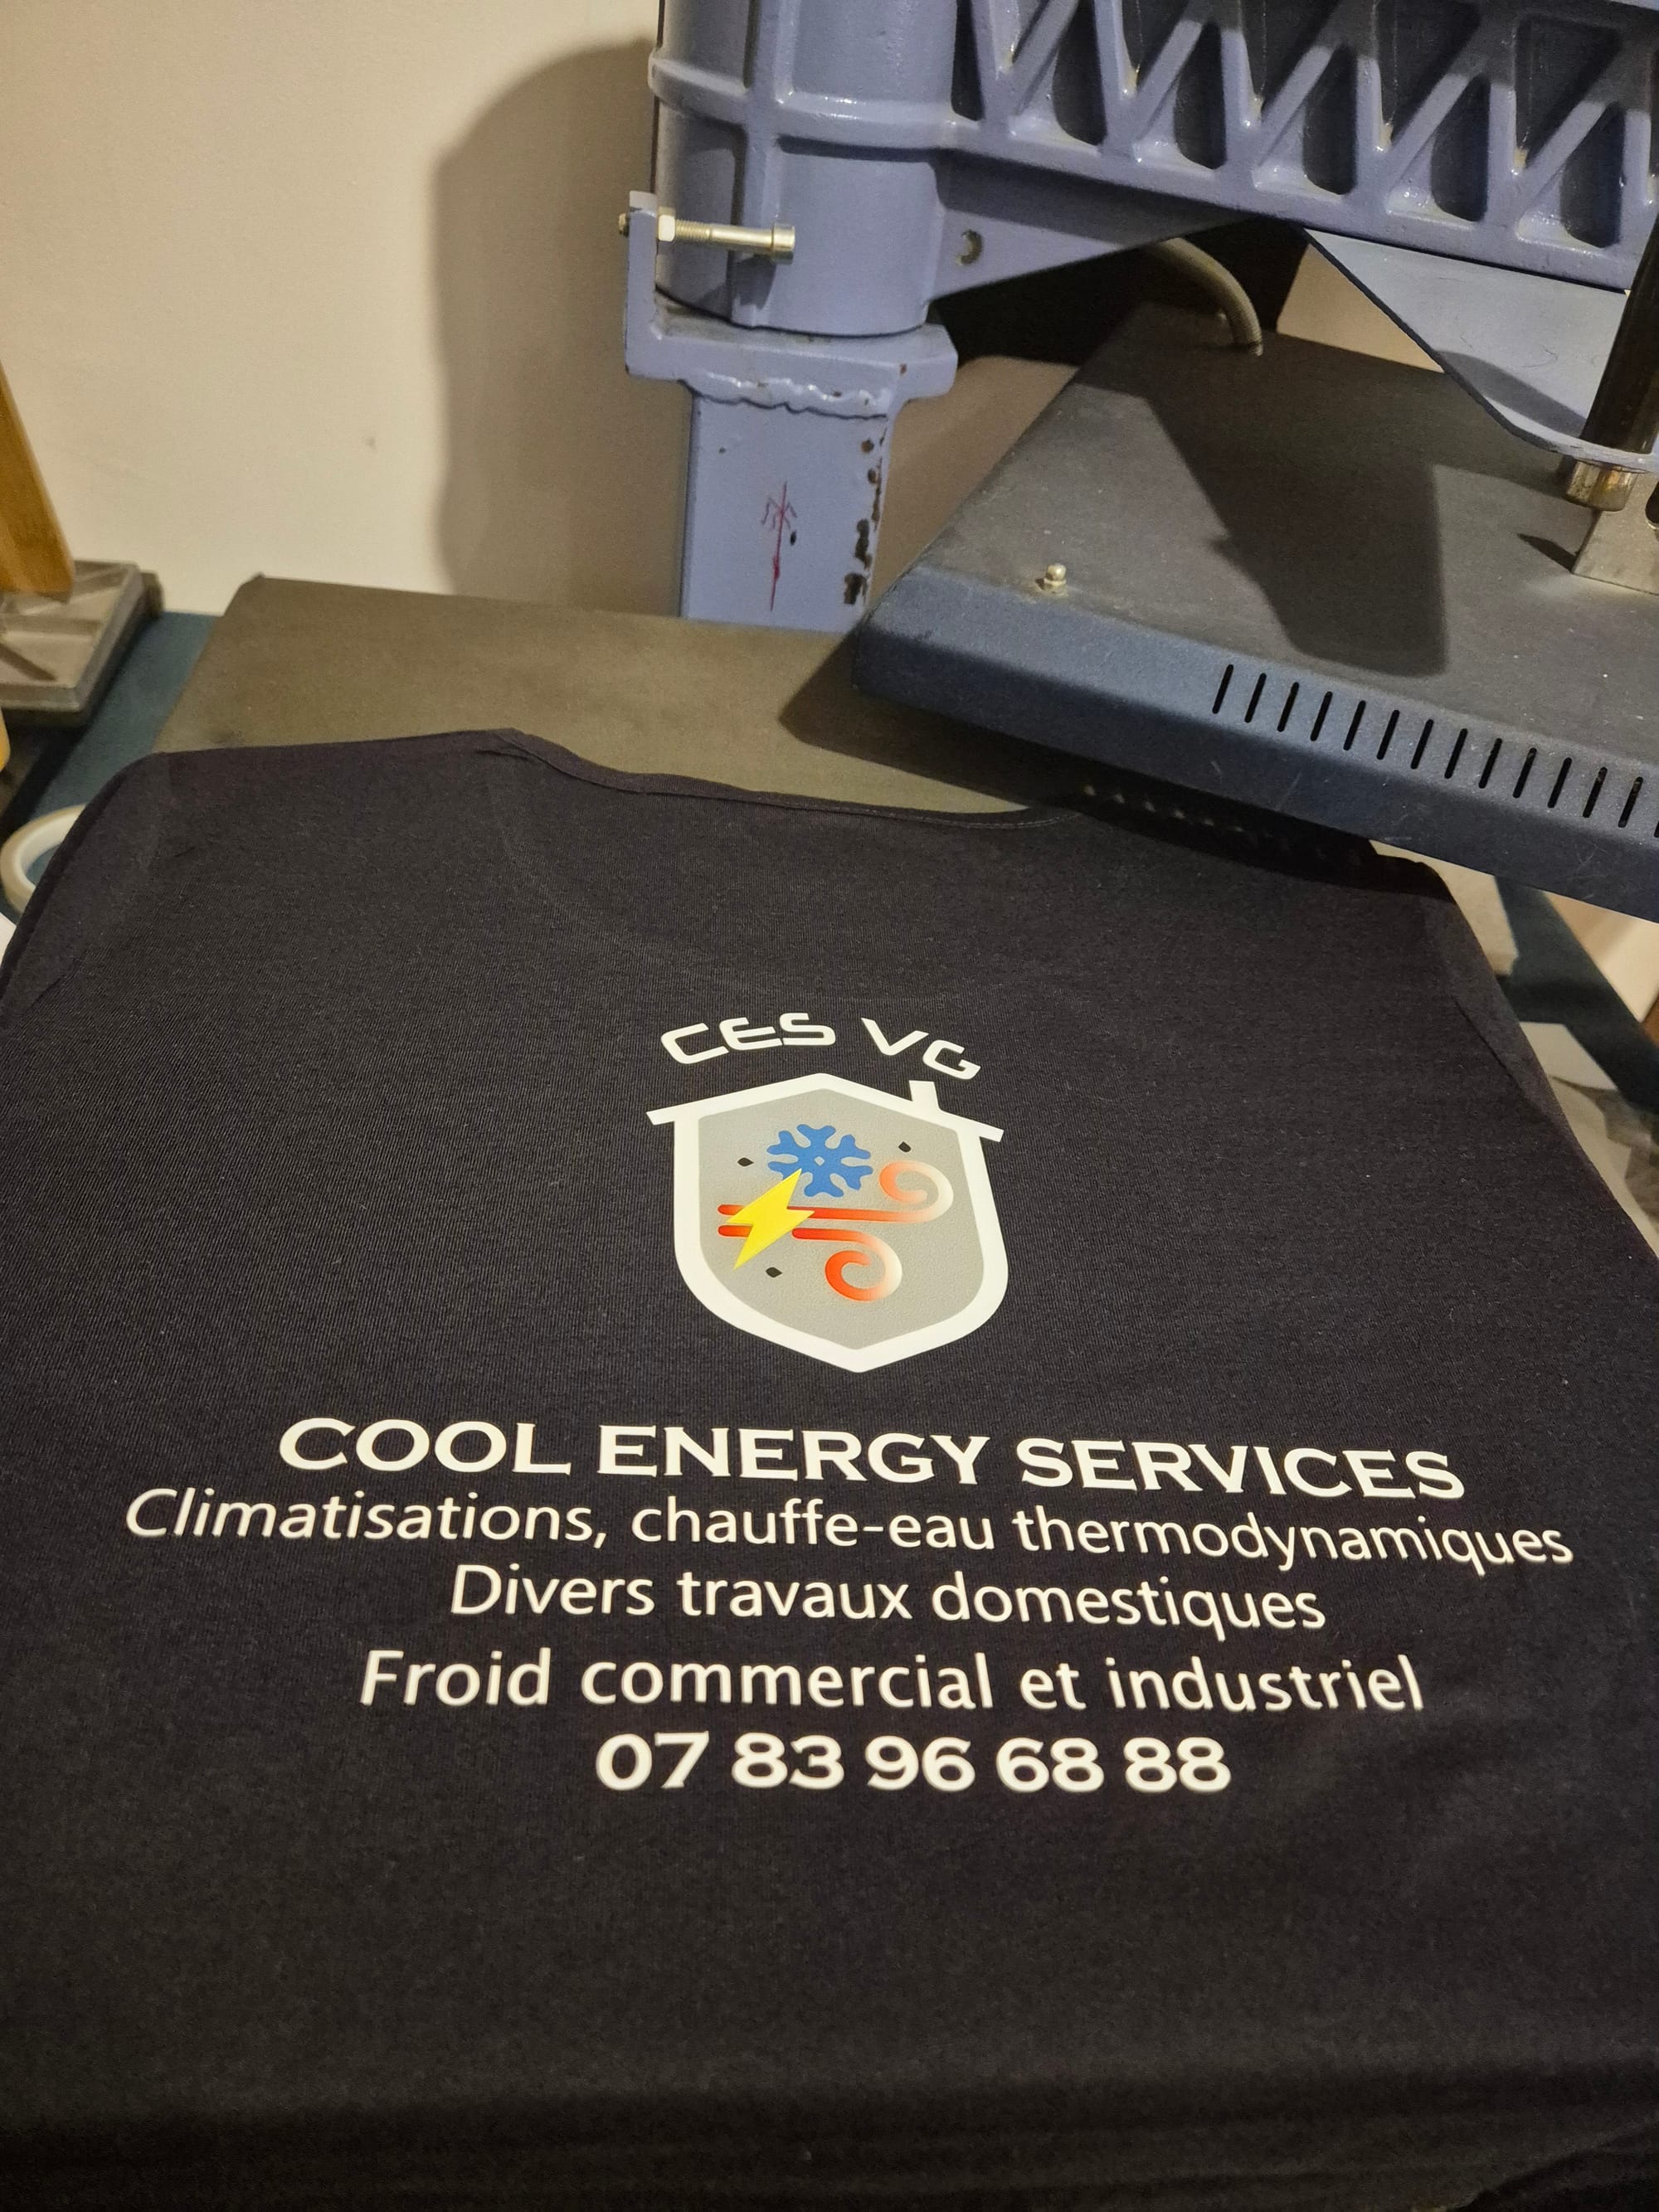 CES VG
COOL ENERGY SERVICES
Climatisations, chauffe-eau thermodynamiques
Divers travaux domestiques
Froid commercial et industriel
07 83 96 68 88